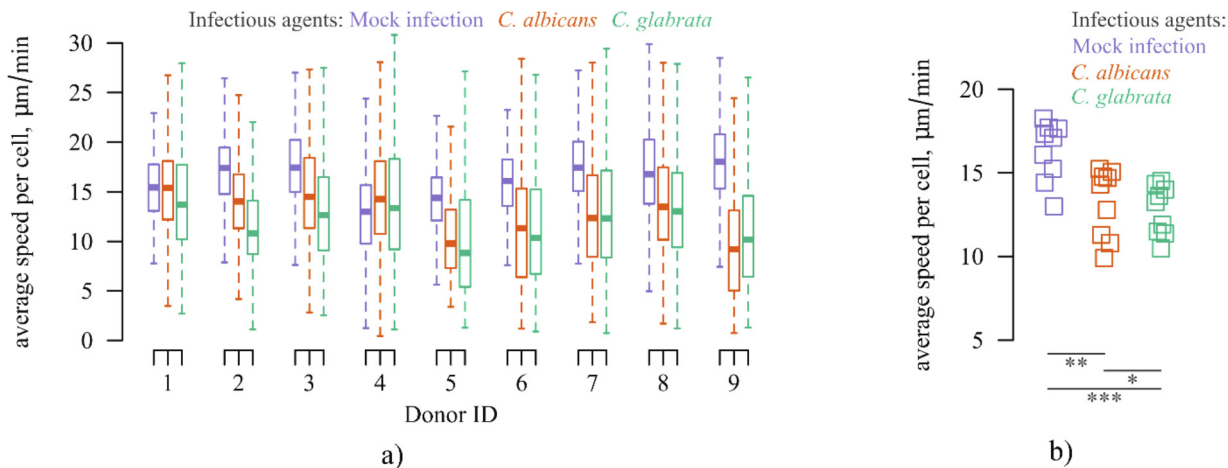 Infectious agents: Mock infection C. albicans C. glabrata
average speed per cell, µm/min
30
25
20
15
10
5
0
1 2 3 4 5 6 7 8 9
Donor ID
a)
Infectious agents:
Mock infection
C. albicans
C. glabrata
average speed per cell, µm/min
20
15
10
5
**
*
***
b)